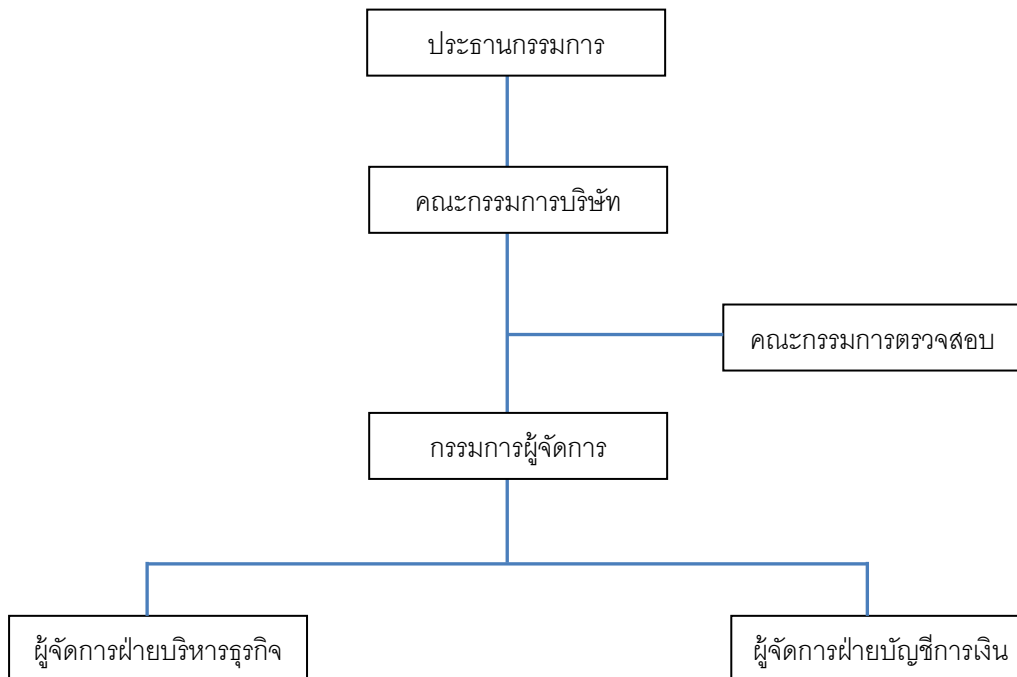 ประธานกรรมการ
คณะกรรมการบริษัท
คณะกรรมการตรวจสอบ
กรรมการผู้จัดการ
ผู้จัดการฝ่ายบริหารธุรกิจ
ผู้จัดการฝ่ายบัญชีการเงิน